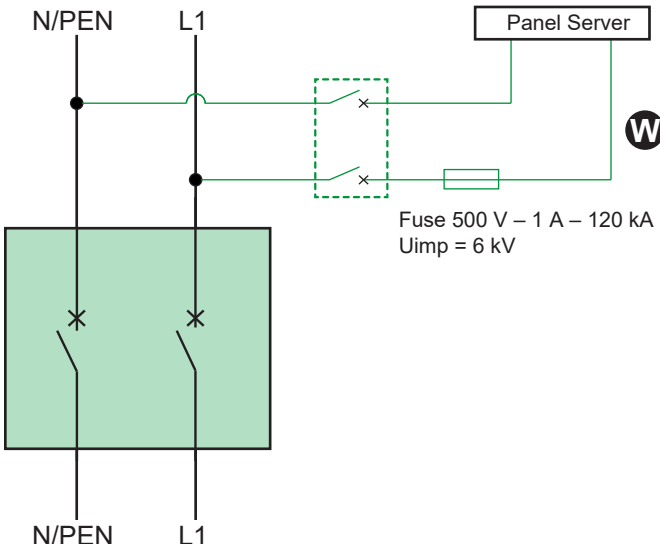 N/PEN
L1
Panel Server
W
Fuse 500 V – 1 A – 120 kA
Uimp = 6 kV
N/PEN
L1